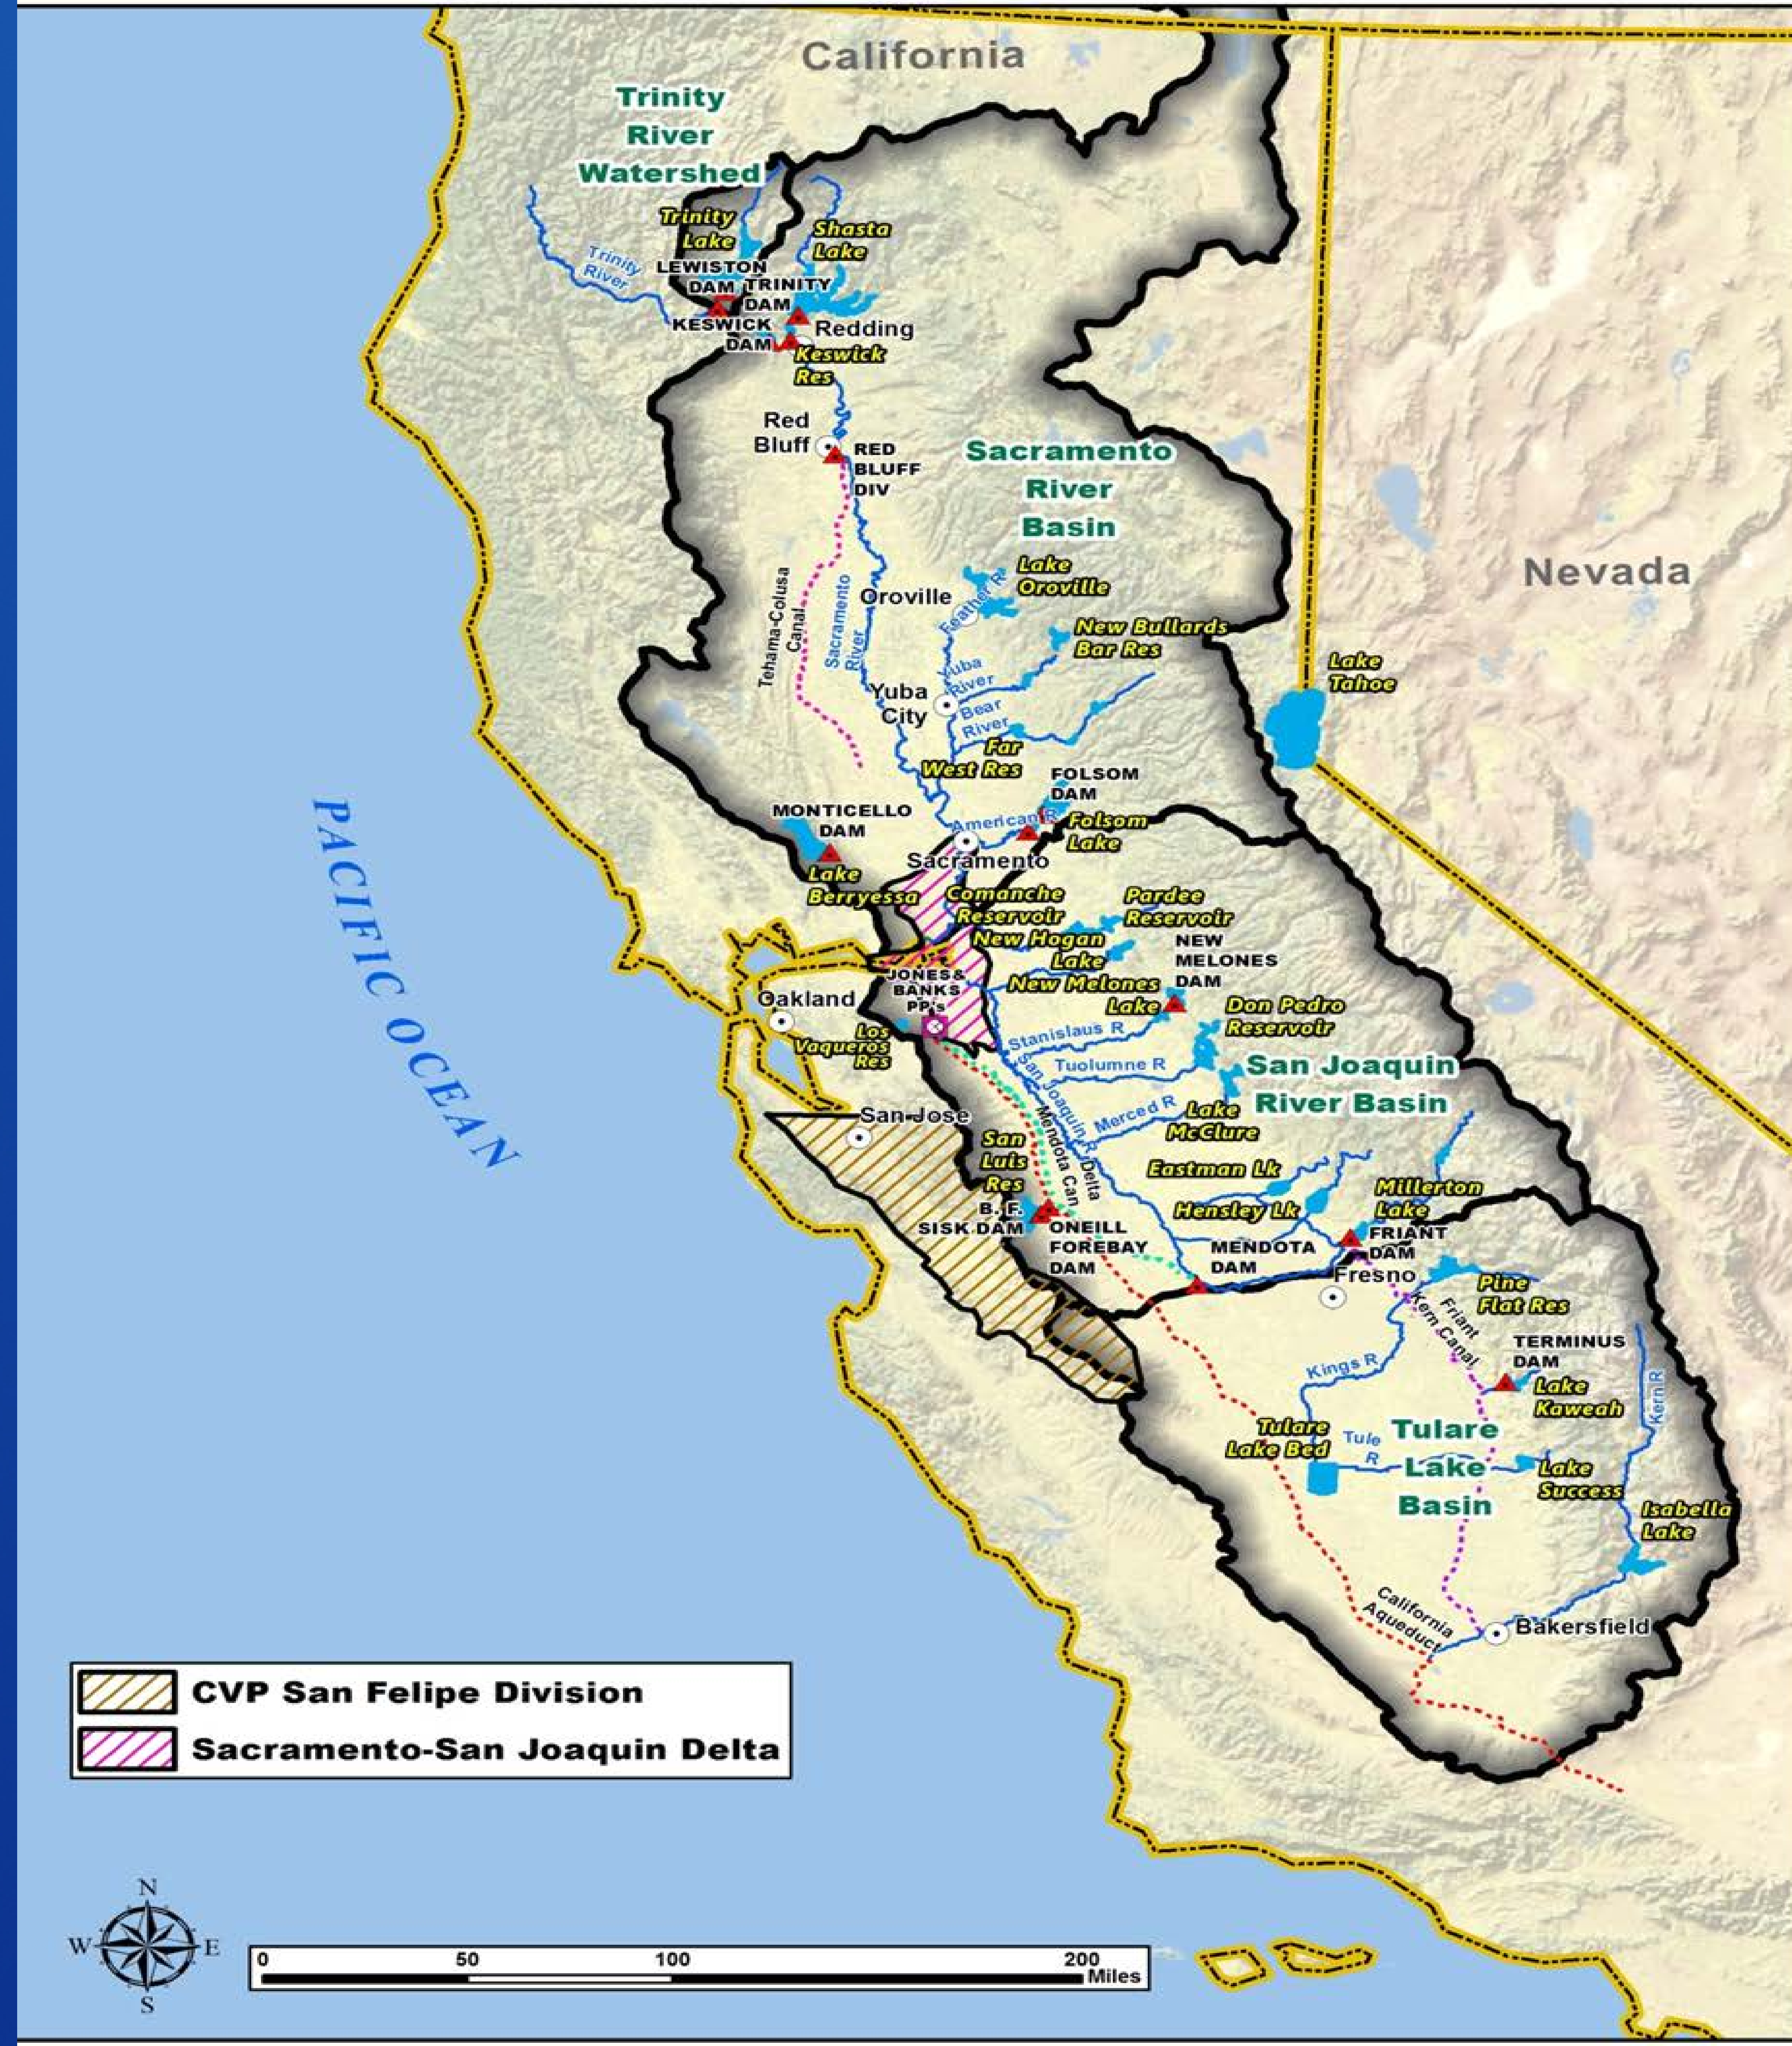 California
Trinity
River
Watershed
Trinity
Lake
Shasta
Lake
Trinity
River
LEWISTON
DAM
TRINITY
DAM
KESWICK
DAM
Redding
Keswick
Res
Red
Bluff
RED
BLUFF
DIV
Sacramento
River
Basin
Nevada
Tehama-Colusa
Canal
Sacramento
River
Oroville
Feather R
Lake
Oroville
New Bullards
Bar Res
Yuba
River
Yuba
City
Bear
River
Far
West Res
Lake
Tahoe
FOLSOM
DAM
MONTICELLO
DAM
American R
Folsom
Lake
Sacramento
Lake
Berryessa
Comanche
Reservoir
Pardee
Reservoir
New Hogan
Lake
NEW
MELONES
DAM
New Melones
Lake
JONES &
BANKS
PP's
Oakland
Los
Vaqueros
Res
Don Pedro
Reservoir
Stanislaus R
Tuolumne R
San Joaquin
River Basin
San Joaquin R
Merced R
Lake
McClure
San Jose
Delta
Mendota Can
San
Luis
Res
Eastman Lk
Hensley Lk
Millerton
Lake
B. F.
SISK DAM
ONEILL
FOREBAY
DAM
MENDOTA
DAM
FRIANT
DAM
Fresno
Pine
Flat Res
Friant
Kern Canal
TERMINUS
DAM
Lake
Kaweah
Kings R
Kern R
Tulare
Lake Bed
Tule
R
Tulare
Lake
Basin
Lake
Success
Isabella
Lake
California
Aqueduct
Bakersfield
PACIFIC OCEAN
CVP San Felipe Division
Sacramento-San Joaquin Delta
N
W E
S
0 50 100 200
Miles